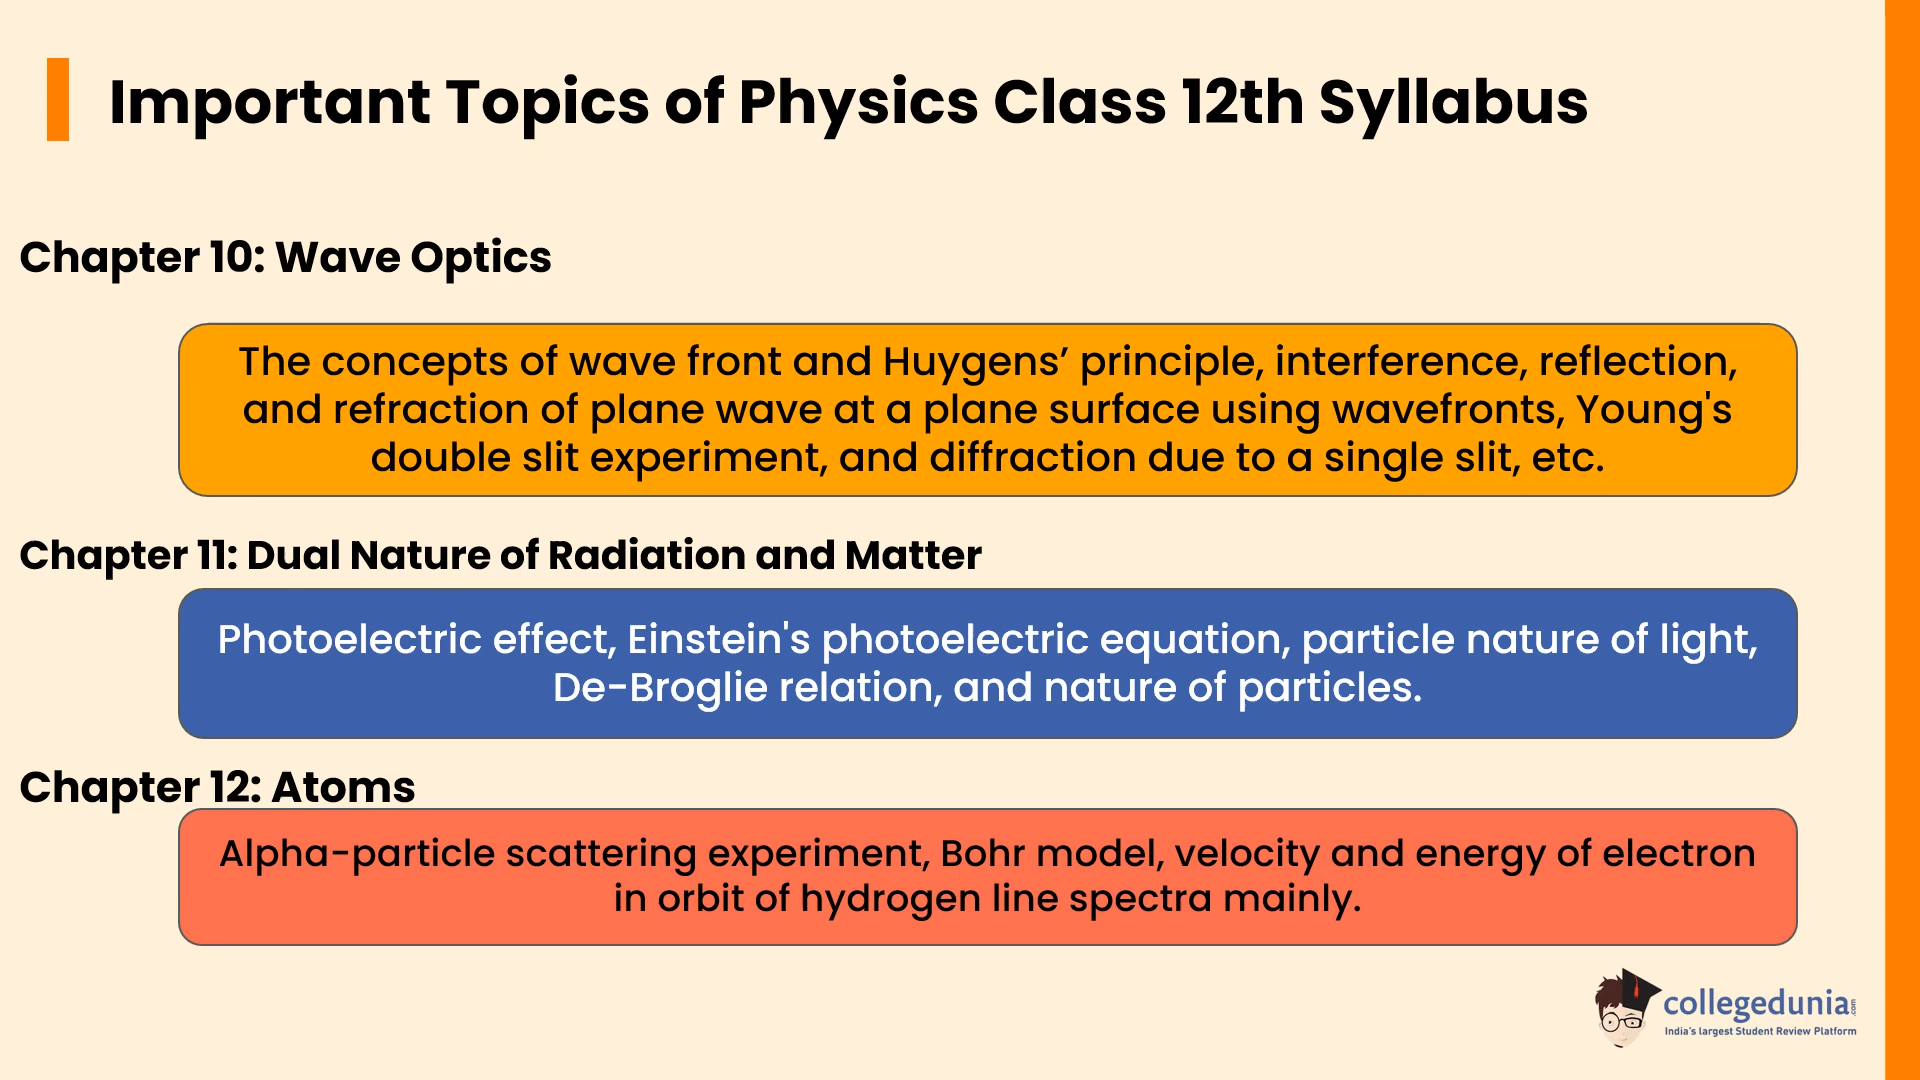 Important Topics of Physics Class 12th Syllabus
Chapter 10: Wave Optics
The concepts of wave front and Huygens’ principle, interference, reflection,
and refraction of plane wave at a plane surface using wavefronts, Young's
double slit experiment, and diffraction due to a single slit, etc.
Chapter 11: Dual Nature of Radiation and Matter
Photoelectric effect, Einstein's photoelectric equation, particle nature of light,
De-Broglie relation, and nature of particles.
Chapter 12: Atoms
Alpha-particle scattering experiment, Bohr model, velocity and energy of electron
in orbit of hydrogen line spectra mainly.
collegedunia.com
India's largest Student Review Platform